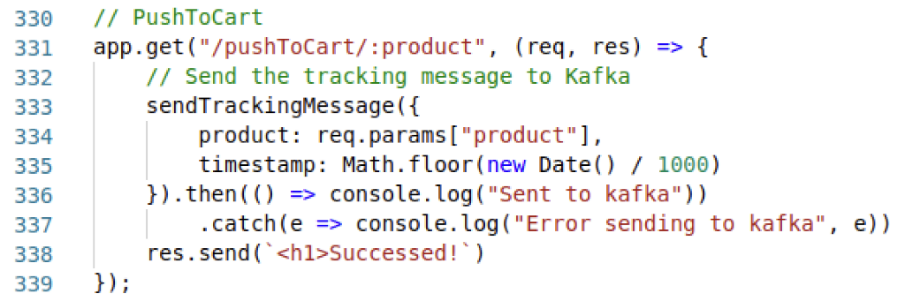 330 // PushToCart
331 app.get("/pushToCart/:product", (req, res) => {
332     // Send the tracking message to Kafka
333     sendTrackingMessage({
334         product: req.params["product"],
335         timestamp: Math.floor(new Date() / 1000)
336     }).then(() => console.log("Sent to kafka"))
337         .catch(e => console.log("Error sending to kafka", e))
338     res.send(`<h1>Successed!`)
339 });